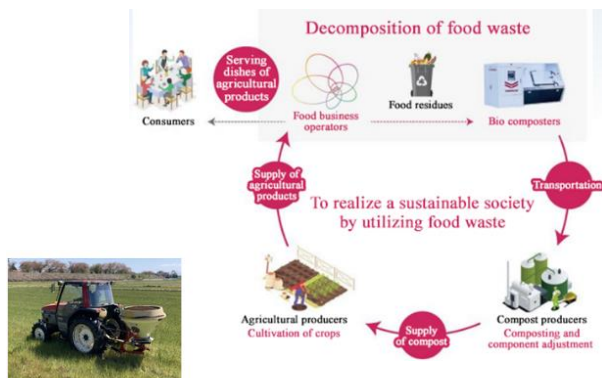 Decomposition of food waste
Serving
dishes of
agricultural
products
Consumers
Food business
operators
Food residues
Bio composters
Supply of
agricultural
products
Transportation
To realize a sustainable society
by utilizing food waste
Agricultural producers
Cultivation of crops
Supply
of compost
Compost producers
Composting and
component adjustment